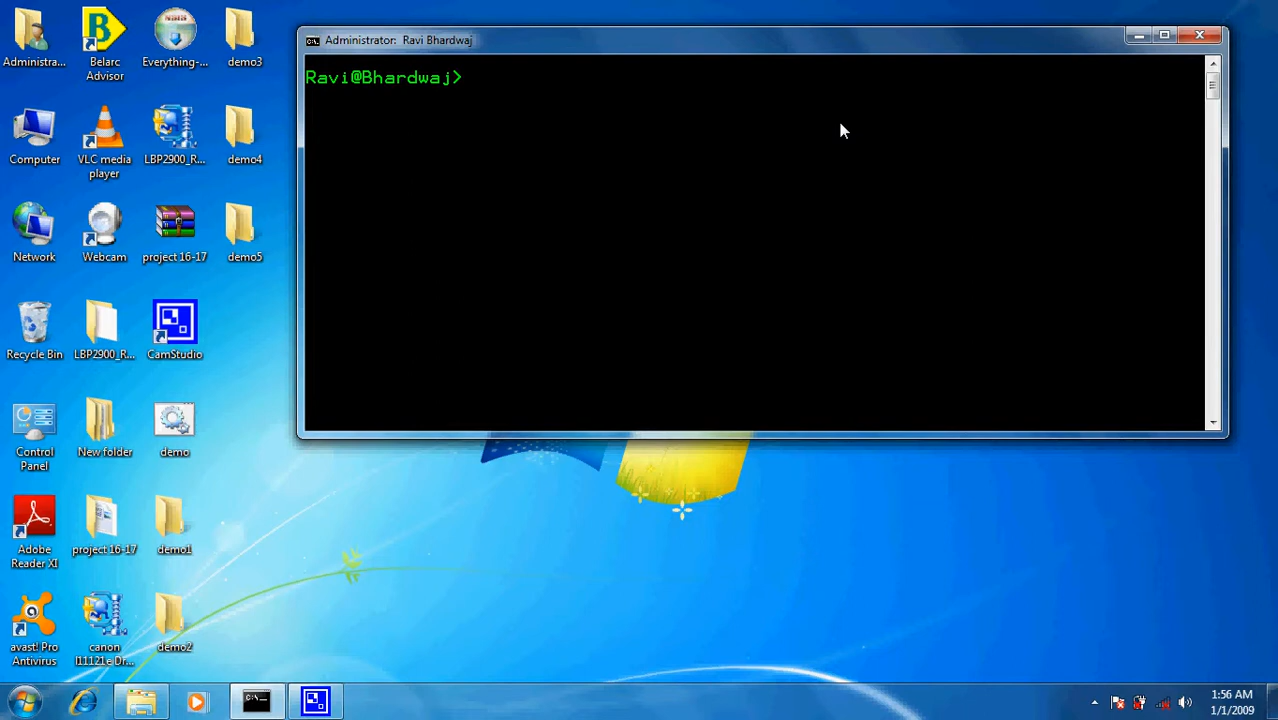 Administra...
Belarc
Advisor
Everything-...
demo3
Computer
VLC media
player
LBP2900_R...
demo4
Network
Webcam
project 16-17
demo5
Recycle Bin
LBP2900_R...
CamStudio
Control
Panel
New folder
demo
Adobe
Reader XI
project 16-17
demo1
avast! Pro
Antivirus
canon
l11121e Dr...
demo2
Administrator: Ravi Bhardwaj
Ravi@Bhardwaj>
1:56 AM
1/1/2009